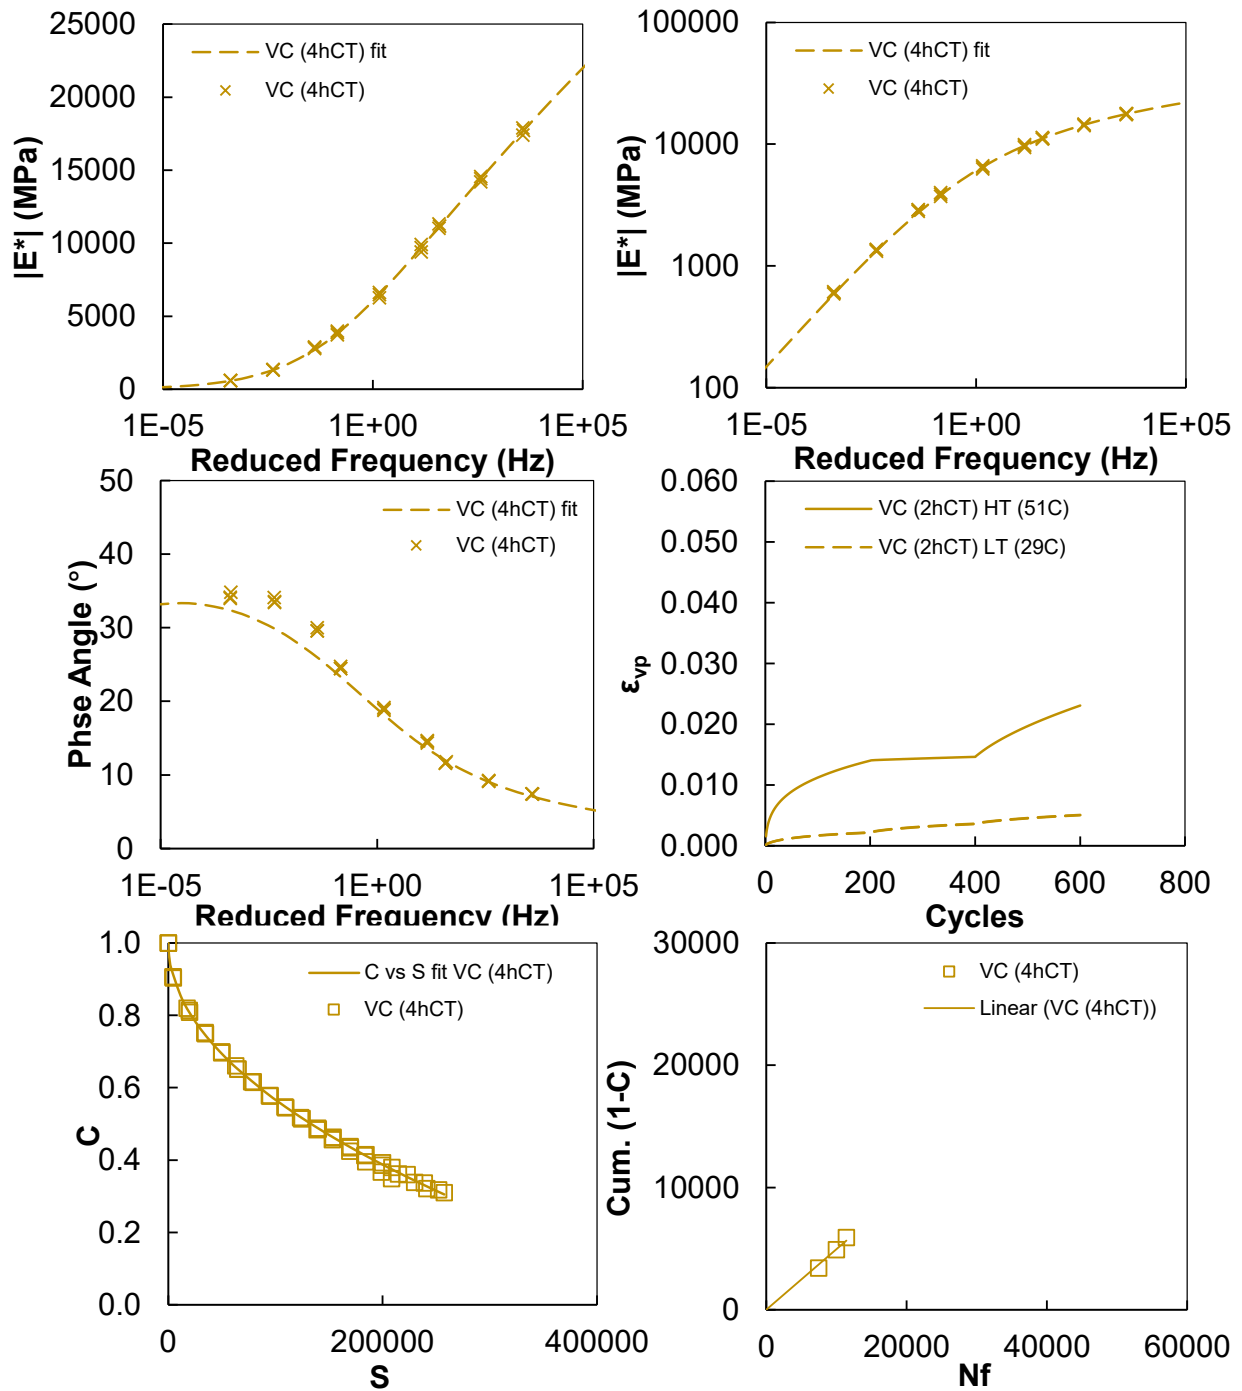 |E*| (MPa)
25000
20000
15000
10000
5000
0
VC (4hCT) fit
VC (4hCT)
1E-05 1E+00 1E+05
Reduced Frequency (Hz)
|E*| (MPa)
100000
10000
1000
100
VC (4hCT) fit
VC (4hCT)
1E-05 1E+00 1E+05
Reduced Frequency (Hz)
Phse Angle (°)
50
40
30
20
10
0
VC (4hCT) fit
VC (4hCT)
1E-05 1E+00 1E+05
Reduced Frequency (Hz)
εvp
0.060
0.050
0.040
0.030
0.020
0.010
0.000
VC (2hCT) HT (51C)
VC (2hCT) LT (29C)
0 200 400 600 800
Cycles
C
1.0
0.8
0.6
0.4
0.2
0.0
C vs S fit VC (4hCT)
VC (4hCT)
0 200000 400000
S
Cum. (1-C)
30000
20000
10000
0
VC (4hCT)
Linear (VC (4hCT))
0 20000 40000 60000
Nf